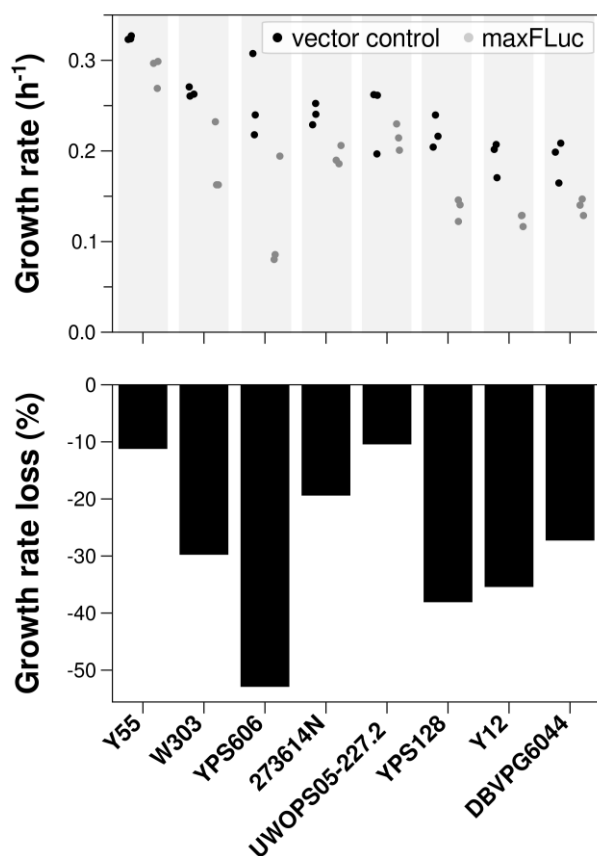 vector control maxFLuc
Growth rate (h⁻¹)
0.3
0.2
0.1
0.0
Growth rate loss (%)
0
-10
-20
-30
-40
-50
Y55
W303
YPS606
273614N
UWOPS05-227.2
YPS128
Y12
DBVPG6044